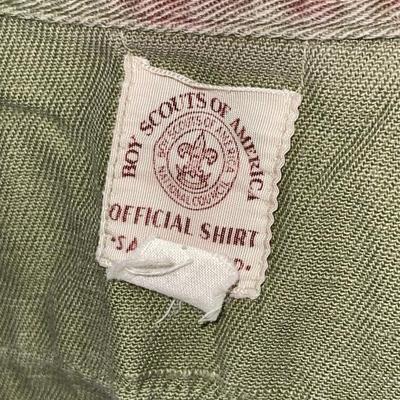 BOY SCOUTS OF AMERICA
BOY SCOUTS OF AMERICA
NATIONAL COUNCIL
OFFICIAL SHIRT